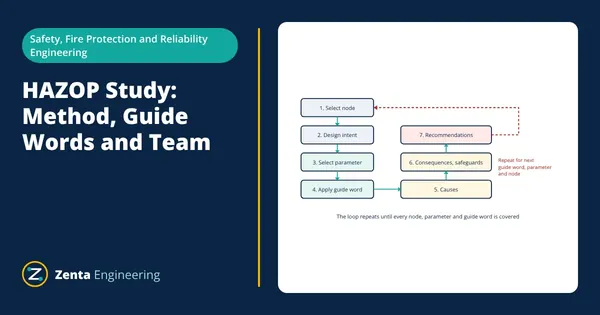 Safety, Fire Protection and Reliability
Engineering
HAZOP Study:
Method, Guide
Words and Team
Zenta Engineering
1. Select node
2. Design intent
3. Select parameter
4. Apply guide word
5. Causes
6. Consequences, safeguards
7. Recommendations
Repeat for next
guide word, parameter
and node
The loop repeats until every node, parameter and guide word is covered